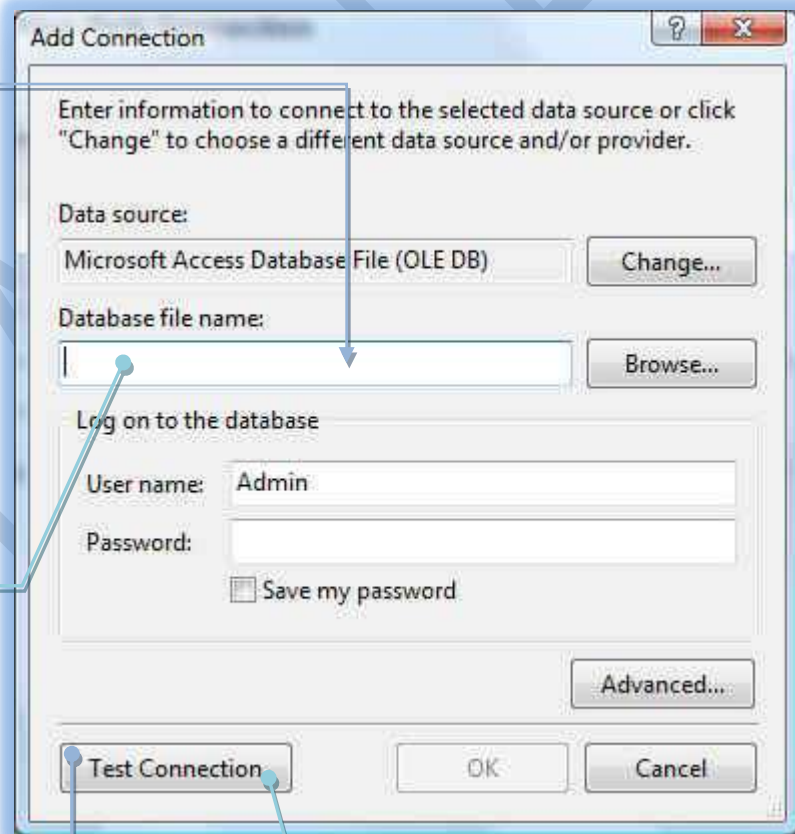 Add Connection
Enter information to connect to the selected data source or click
"Change" to choose a different data source and/or provider.
Data source:
Microsoft Access Database File (OLE DB)
Change...
Database file name:
Browse...
Log on to the database
User name:
Admin
Password:
Save my password
Advanced...
Test Connection
OK
Cancel